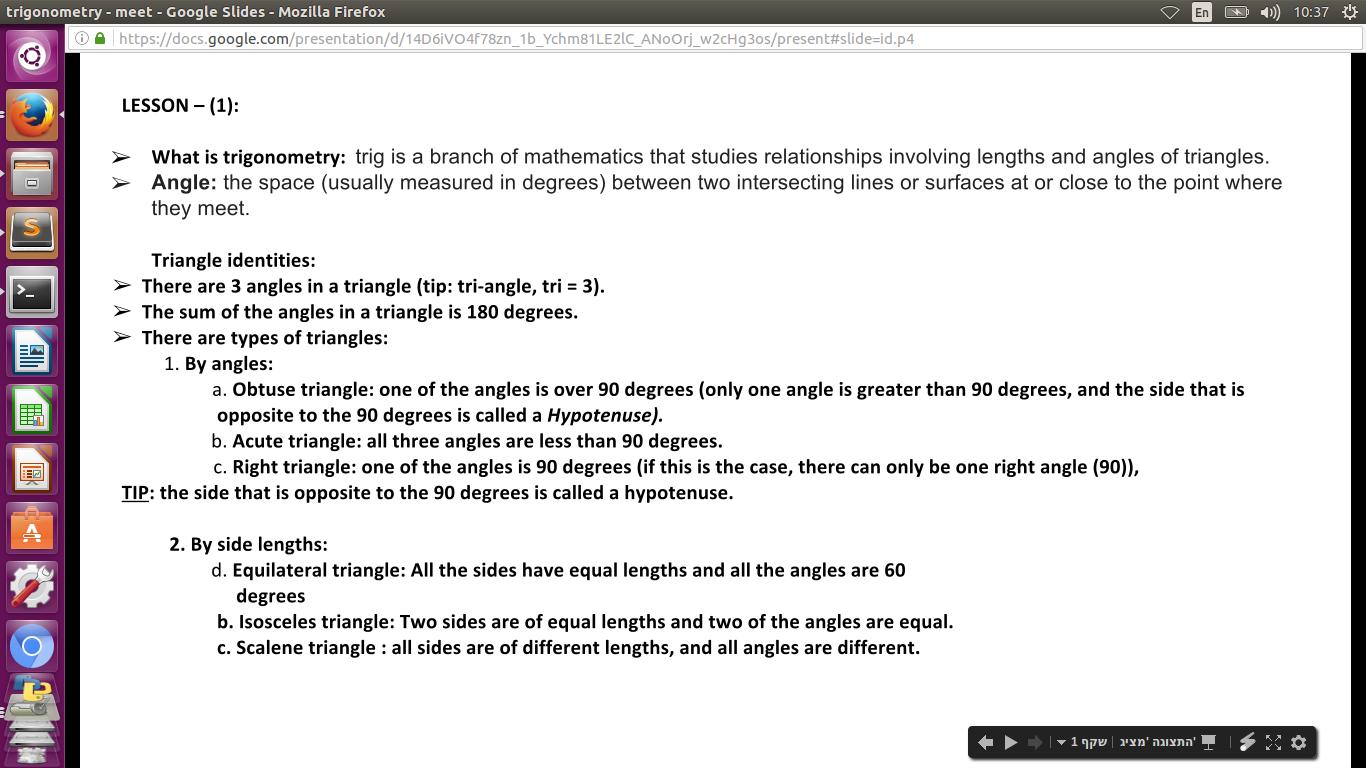 trigonometry - meet - Google Slides - Mozilla Firefox
En
10:37
https://docs.google.com/presentation/d/14D6iVO4f78zn_1b_Ychm81LE2lC_ANoOrj_w2cHg3os/present#slide=id.p4
LESSON – (1):
➢ What is trigonometry: trig is a branch of mathematics that studies relationships involving lengths and angles of triangles.
➢ Angle: the space (usually measured in degrees) between two intersecting lines or surfaces at or close to the point where
they meet.
Triangle identities:
➢ There are 3 angles in a triangle (tip: tri-angle, tri = 3).
➢ The sum of the angles in a triangle is 180 degrees.
➢ There are types of triangles:
1. By angles:
a. Obtuse triangle: one of the angles is over 90 degrees (only one angle is greater than 90 degrees, and the side that is
opposite to the 90 degrees is called a Hypotenuse).
b. Acute triangle: all three angles are less than 90 degrees.
c. Right triangle: one of the angles is 90 degrees (if this is the case, there can only be one right angle (90)),
TIP: the side that is opposite to the 90 degrees is called a hypotenuse.
2. By side lengths:
d. Equilateral triangle: All the sides have equal lengths and all the angles are 60
degrees
b. Isosceles triangle: Two sides are of equal lengths and two of the angles are equal.
c. Scalene triangle : all sides are of different lengths, and all angles are different.
שקף 1
התצוגה 'מציג'